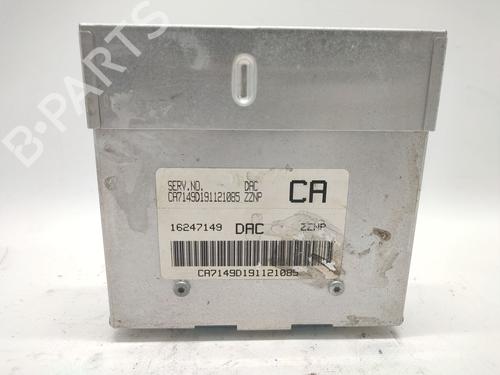 B-PARTS
SERV.NO. DAC CA
CA7149D191121085 ZZNP
16247149 DAC ZZNP
CA7149D191121085